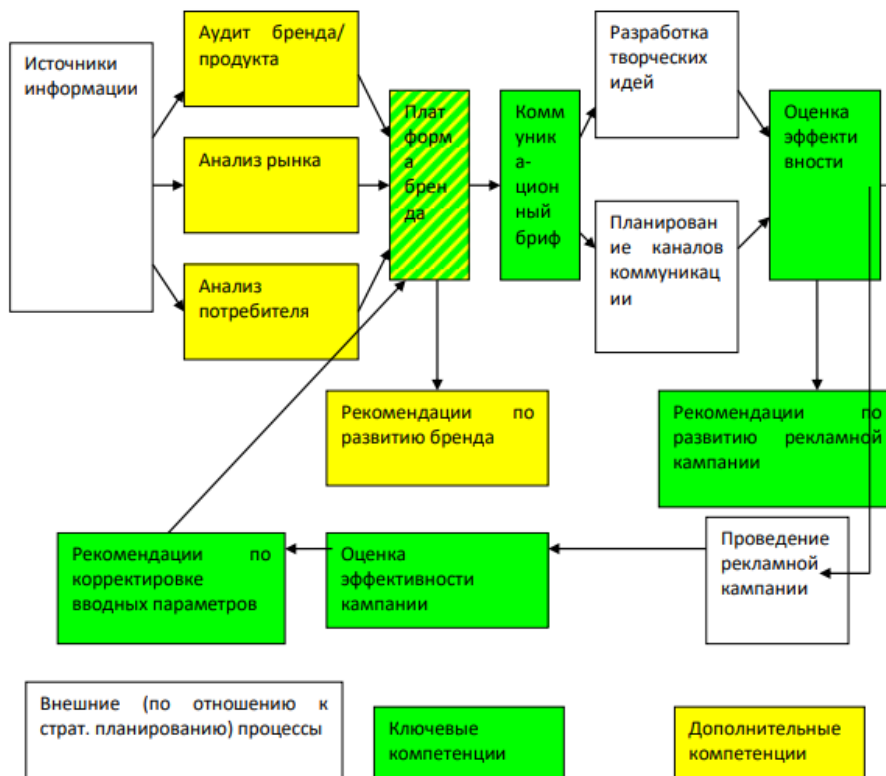 Источники
информации
Аудит бренда/
продукта
Анализ рынка
Анализ
потребителя
Плат
форм
а
брен
да
Комм
уник
а-
цион
ный
бриф
Разработка
творческих
идей
Планирован
ие каналов
коммуникац
ии
Оценка
эффекти
вности
Рекомендации по
развитию бренда
Рекомендации по
развитию рекламной
кампании
Рекомендации по
корректировке
вводных параметров
Оценка
эффективности
кампании
Проведение
рекламной
кампании
Внешние (по отношению к
страт. планированию) процессы
Ключевые
компетенции
Дополнительные
компетенции